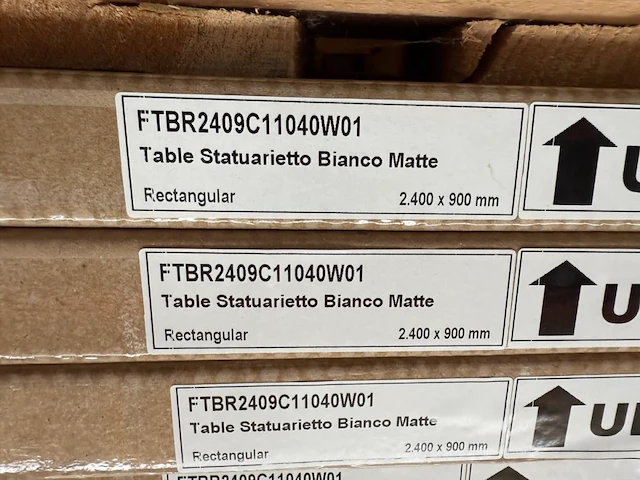 FTBR2409C11040W01
Table Statuarietto Bianco Matte
Rectangular 2.400 x 900 mm
FTBR2409C11040W01
Table Statuarietto Bianco Matte
Rectangular 2.400 x 900 mm
FTBR2409C11040W01
Table Statuarietto Bianco Matte
Rectangular 2.400 x 900 mm
FTBR2409C11040W01